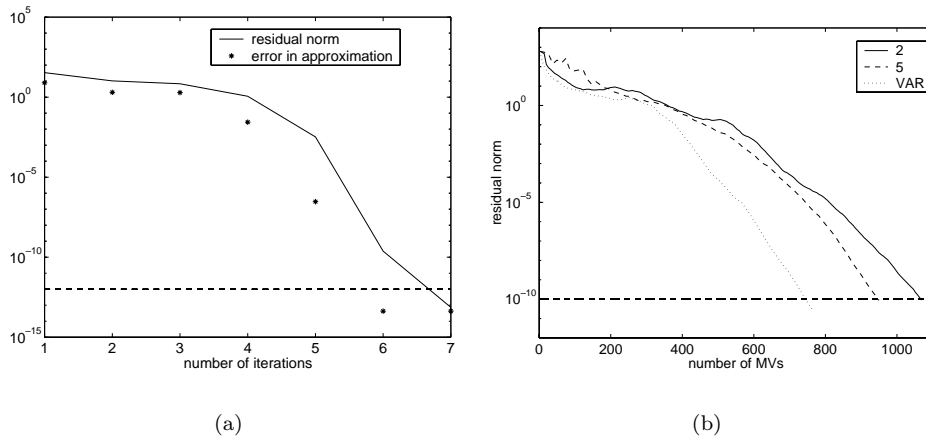 10^5
10^0
10^-5
10^-10
10^-15
1 2 3 4 5 6 7
number of iterations
residual norm
error in approximation
(a)
residual norm
10^0
10^-5
10^-10
0 200 400 600 800 1000
number of MVs
2
5
VAR
(b)